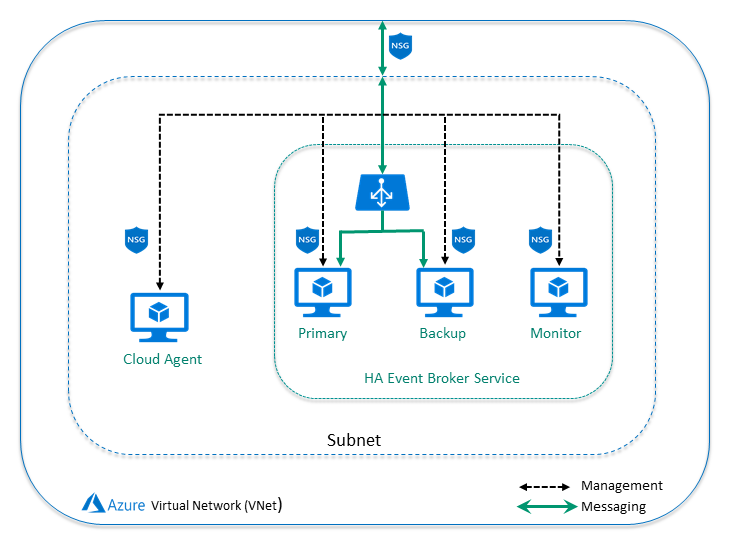 NSG
NSG
NSG
NSG
NSG
Primary
Backup
Monitor
Cloud Agent
HA Event Broker Service
Subnet
Management
Azure Virtual Network (VNet)
Messaging